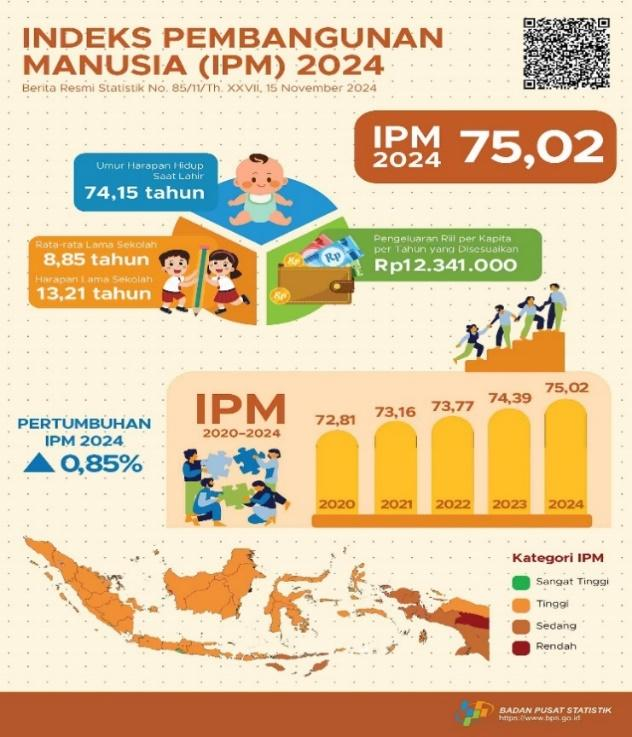 INDEKS PEMBANGUNAN
MANUSIA (IPM) 2024
Berita Resmi Statistik No. 85/11/Th. XXVII, 15 November 2024
IPM
2024
75,02
Umur Harapan Hidup
Saat Lahir
74,15 tahun
Rata-rata Lama Sekolah
8,85 tahun
Harapan Lama Sekolah
13,21 tahun
Pengeluaran Riil per Kapita
per Tahun yang Disesuaikan
Rp12.341.000
Rp
Rp
Rp
PERTUMBUHAN
IPM 2024
0,85%
IPM
2020-2024
72,81
73,16
73,77
74,39
75,02
2020
2021
2022
2023
2024
Kategori IPM
Sangat Tinggi
Tinggi
Sedang
Rendah
BADAN PUSAT STATISTIK
https://www.bps.go.id